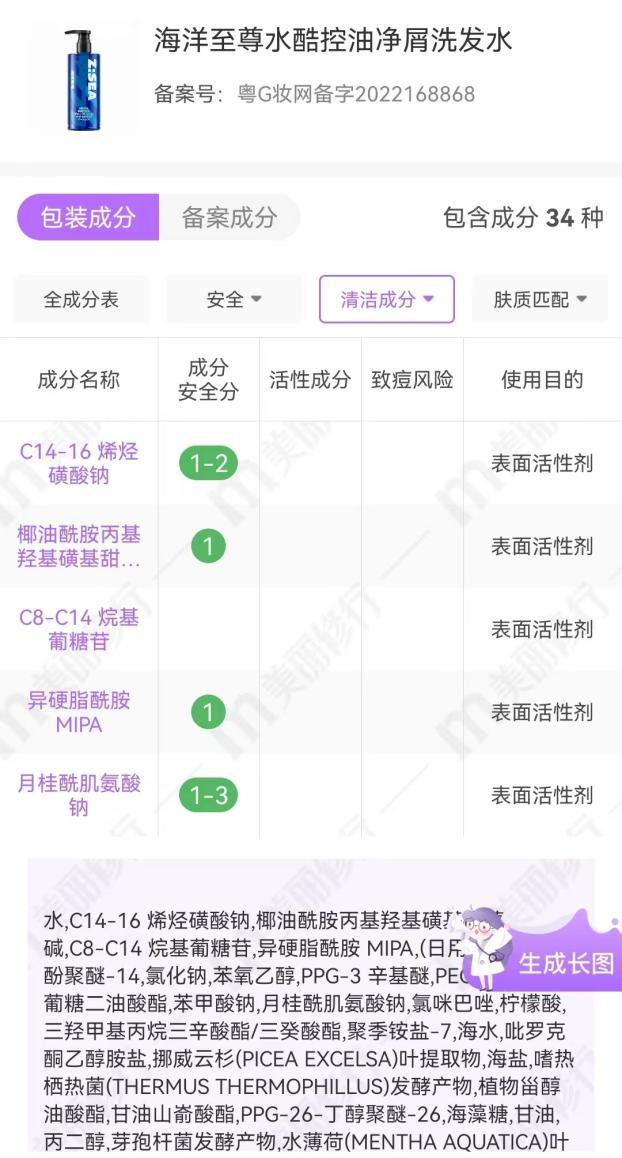 海洋至尊水酷控油净屑洗发水
备案号：粤G妆网备字2022168868
Z:SEA
包装成分 备案成分 包含成分 34 种
全成分表 安全 清洁成分 肤质匹配
成分名称 成分安全分 活性成分 致痘风险 使用目的
C14-16 烯烃
磺酸钠
1-2 表面活性剂
椰油酰胺丙基
羟基磺基甜...
1 表面活性剂
C8-C14 烷基
葡糖苷
表面活性剂
异硬脂酰胺
MIPA
1 表面活性剂
月桂酰肌氨酸
钠
1-3 表面活性剂
水,C14-16 烯烃磺酸钠,椰油酰胺丙基羟基磺
碱,C8-C14 烷基葡糖苷,异硬脂酰胺 MIPA,(日用
酚聚醚-14,氯化钠,苯氧乙醇,PPG-3 辛基醚,PEG
生成长图
葡糖二油酸酯,苯甲酸钠,月桂酰肌氨酸钠,氯咪巴唑,柠檬酸,
三羟甲基丙烷三辛酸酯/三癸酸酯,聚季铵盐-7,海水,吡罗克
酮乙醇胺盐,挪威云杉(PICEA EXCELSA)叶提取物,海盐,嗜热
栖热菌(THERMUS THERMOPHILLUS)发酵产物,植物甾醇
油酸酯,甘油山嵛酸酯,PPG-26-丁醇聚醚-26,海藻糖,甘油,
丙二醇,芽孢杆菌发酵产物,水薄荷(MENTHA AQUATICA)叶
美丽修行